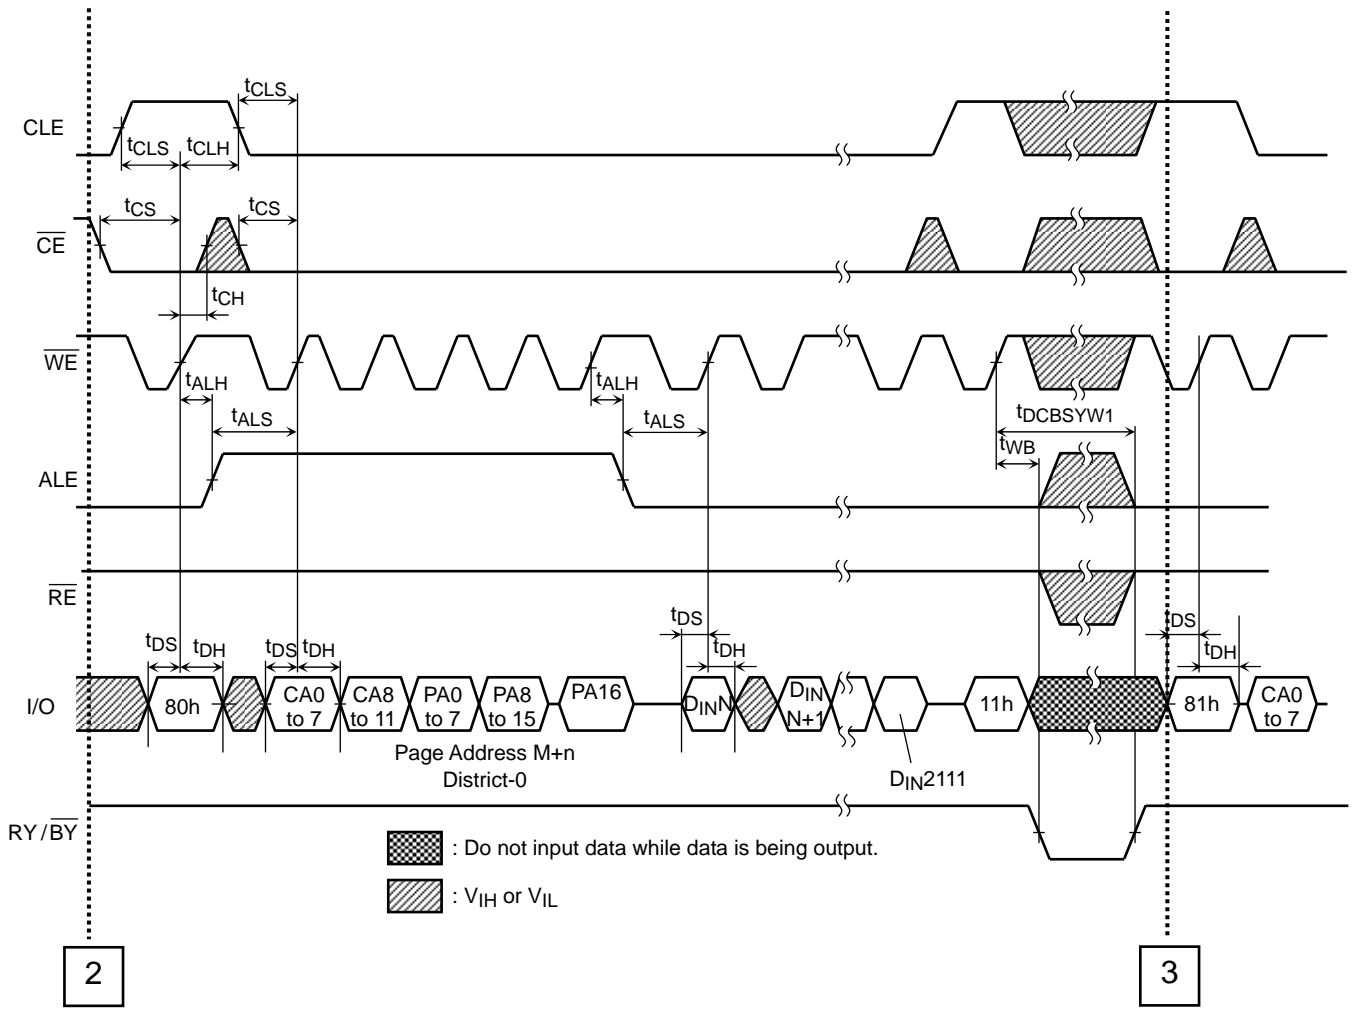 tCLS
CLE
tCLS
tCLH
tCS
tCS
CE
tCH
WE
tALH
tALH
tDCBSYW1
tALS
tALS
tWB
ALE
RE
tDS
tDH
tDS
tDH
tDS
tDH
DS
tDH
I/O
80h
CA0 to 7
CA8 to 11
PA0 to 7
PA8 to 15
PA16
DINN
DIN N+1
11h
81h
CA0 to 7
Page Address M+n
District-0
DIN2111
RY/BY
: Do not input data while data is being output.
: VIH or VIL
2
3